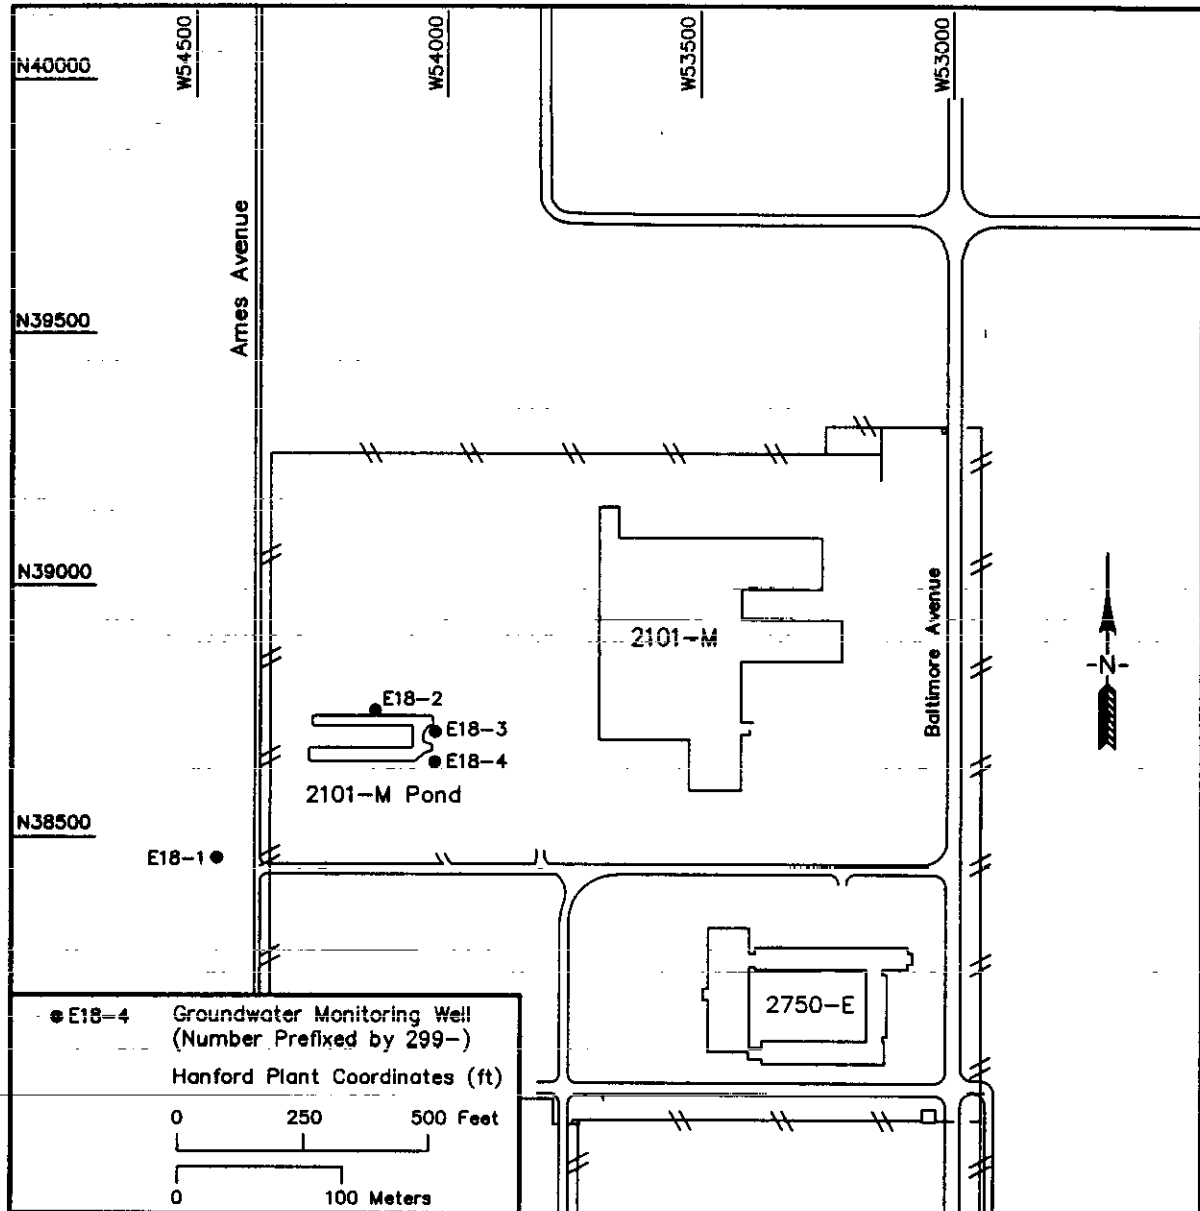 W54500
W54000
W53500
W53000
N40000
Ames Avenue
N39500
N39000
2101-M
Baltimore Avenue
-N-
E18-2
E18-3
E18-4
2101-M Pond
N38500
E18-1
2750-E
E18-4 Groundwater Monitoring Well
(Number Prefixed by 299-)
Hanford Plant Coordinates (ft)
0 250 500 Feet
0 100 Meters